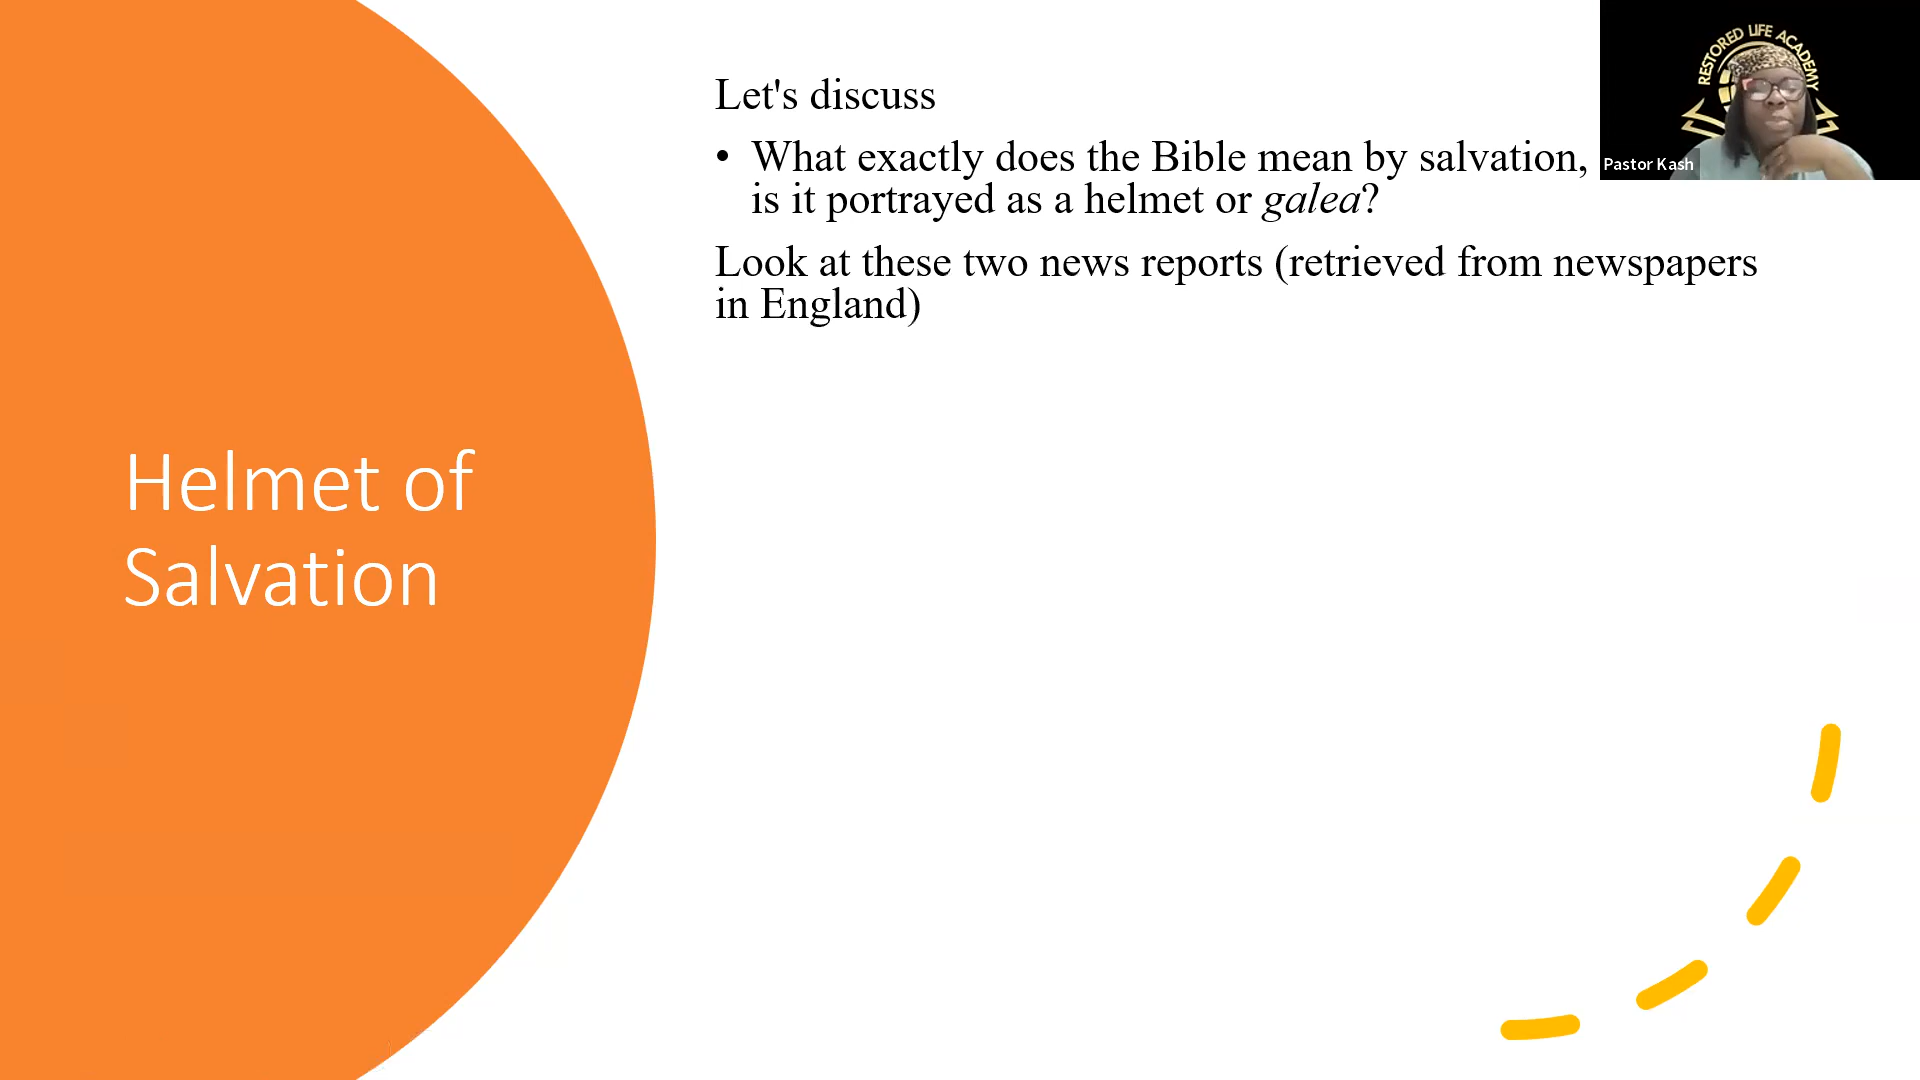 Let's discuss
• What exactly does the Bible mean by salvation,
is it portrayed as a helmet or galea?
Look at these two news reports (retrieved from newspapers
in England)
Helmet of
Salvation
RESTORED LIFE ACADEMY
Pastor Kash